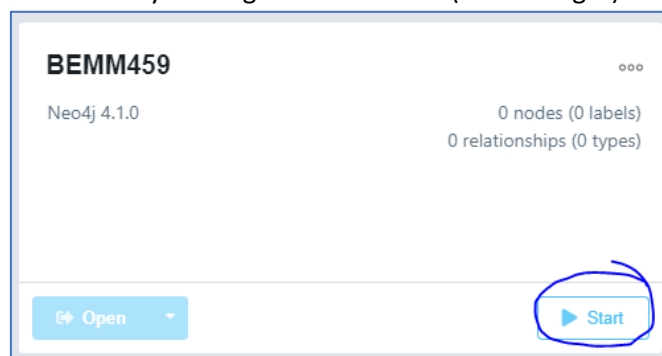 BEMM459
Neo4j 4.1.0
0 nodes (0 labels)
0 relationships (0 types)
Open
Start